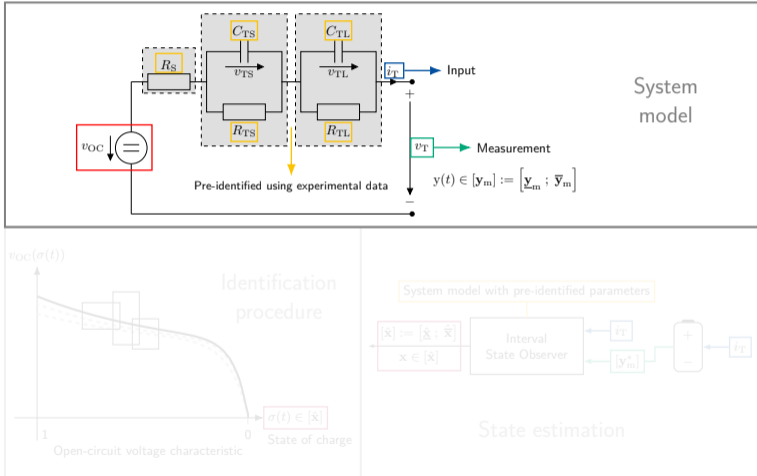 C_TS
C_TL
R_S
v_TS
v_TL
i_T
Input
System
model
+
R_TS
R_TL
v_OC
v_T
Measurement
Pre-identified using experimental data
y(t) ∈ [y_m] := [y̲_m ; y̅_m]
−
v_OC(σ(t))
Identification
procedure
System model with pre-identified parameters
[x̂] := [x̲̂ ; x̅̂]
x ∈ [x̂]
Interval
State Observer
i_T
[y*_m]
+
−
i_T
σ(t) ∈ [x̂]
1
0
State of charge
Open-circuit voltage characteristic
State estimation